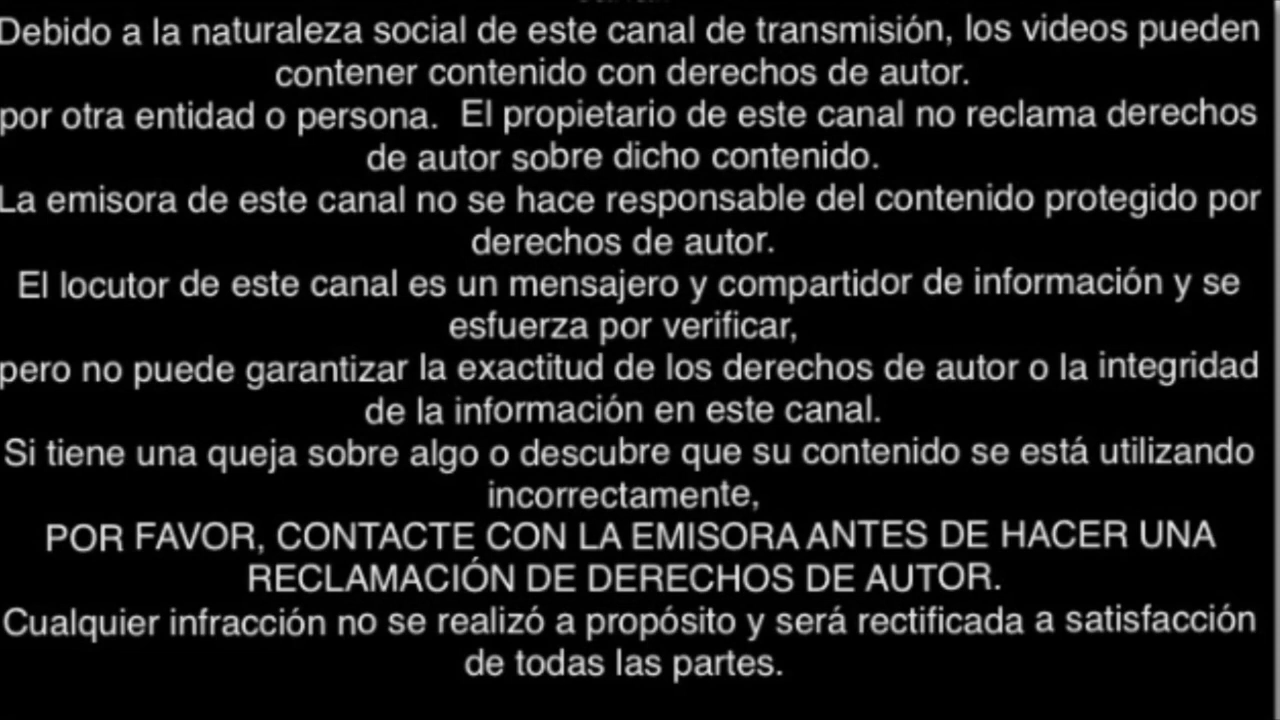 Debido a la naturaleza social de este canal de transmisión, los videos pueden
contener contenido con derechos de autor.
por otra entidad o persona.  El propietario de este canal no reclama derechos
de autor sobre dicho contenido.
La emisora de este canal no se hace responsable del contenido protegido por
derechos de autor.
El locutor de este canal es un mensajero y compartidor de información y se
esfuerza por verificar,
pero no puede garantizar la exactitud de los derechos de autor o la integridad
de la información en este canal.
Si tiene una queja sobre algo o descubre que su contenido se está utilizando
incorrectamente,
POR FAVOR, CONTACTE CON LA EMISORA ANTES DE HACER UNA
RECLAMACIÓN DE DERECHOS DE AUTOR.
Cualquier infracción no se realizó a propósito y será rectificada a satisfacción
de todas las partes.